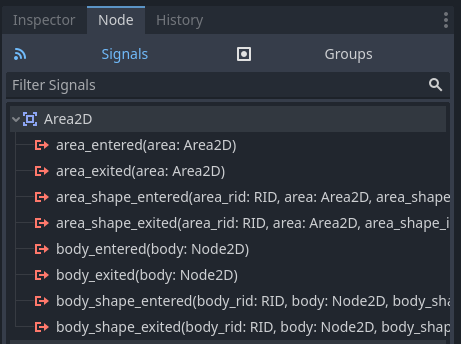 Inspector Node History
Signals Groups
Filter Signals
Area2D
area_entered(area: Area2D)
area_exited(area: Area2D)
area_shape_entered(area_rid: RID, area: Area2D, area_shape
area_shape_exited(area_rid: RID, area: Area2D, area_shape_i
body_entered(body: Node2D)
body_exited(body: Node2D)
body_shape_entered(body_rid: RID, body: Node2D, body_sha
body_shape_exited(body_rid: RID, body: Node2D, body_shap